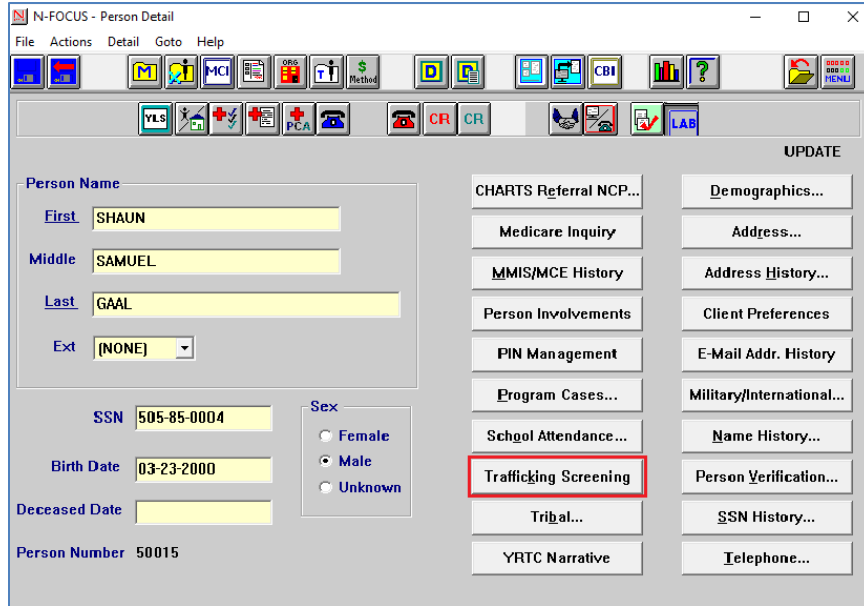 N-FOCUS - Person Detail
File Actions Detail Goto Help
M MCI ORG T $ Method D D CBI ? MENU
YLS PCA CR CR LAB
UPDATE
Person Name
First SHAUN
Middle SAMUEL
Last GAAL
Ext (NONE)
SSN 505-85-0004
Birth Date 03-23-2000
Deceased Date
Person Number 50015
Sex
Female
Male
Unknown
CHARTS Referral NCP...
Medicare Inquiry
MMIS/MCE History
Person Involvements
PIN Management
Program Cases...
School Attendance...
Trafficking Screening
Tribal...
YRTC Narrative
Demographics...
Address...
Address History...
Client Preferences
E-Mail Addr. History
Military/International...
Name History...
Person Verification...
SSN History...
Telephone...